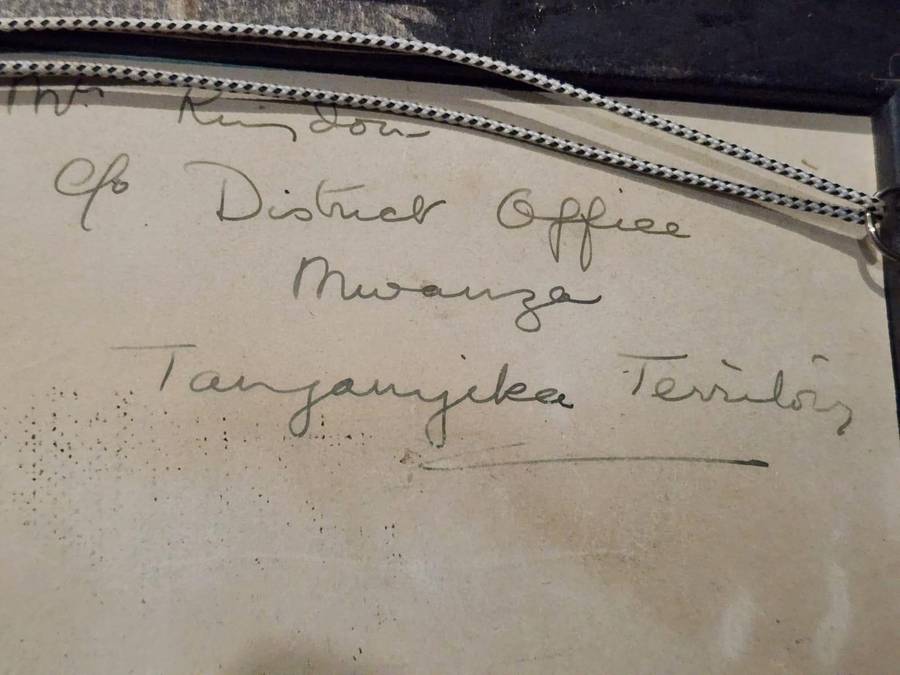 Mr Kingdon
c/o District Office
Mwanza
Tanganyika Territory